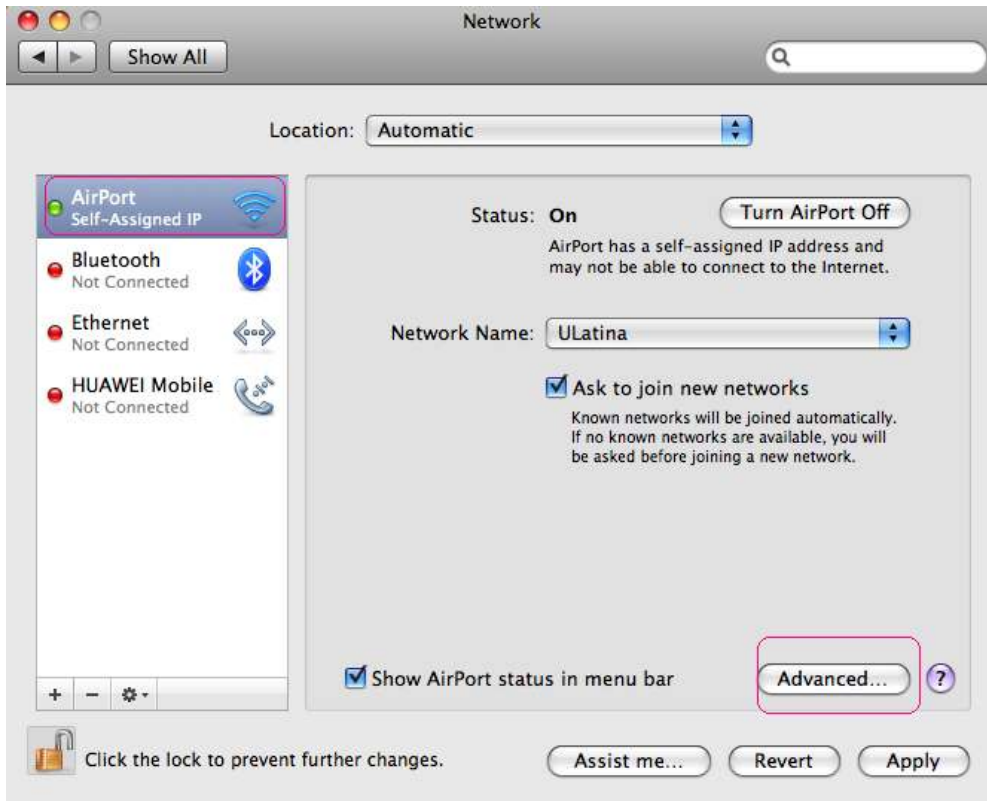 Network
Show All
Location: Automatic
AirPort
Self-Assigned IP
Bluetooth
Not Connected
Ethernet
Not Connected
HUAWEI Mobile
Not Connected
Status: On
Turn AirPort Off
AirPort has a self-assigned IP address and
may not be able to connect to the Internet.
Network Name: ULatina
Ask to join new networks
Known networks will be joined automatically.
If no known networks are available, you will
be asked before joining a new network.
Show AirPort status in menu bar
Advanced...
?
Click the lock to prevent further changes.
Assist me...
Revert
Apply